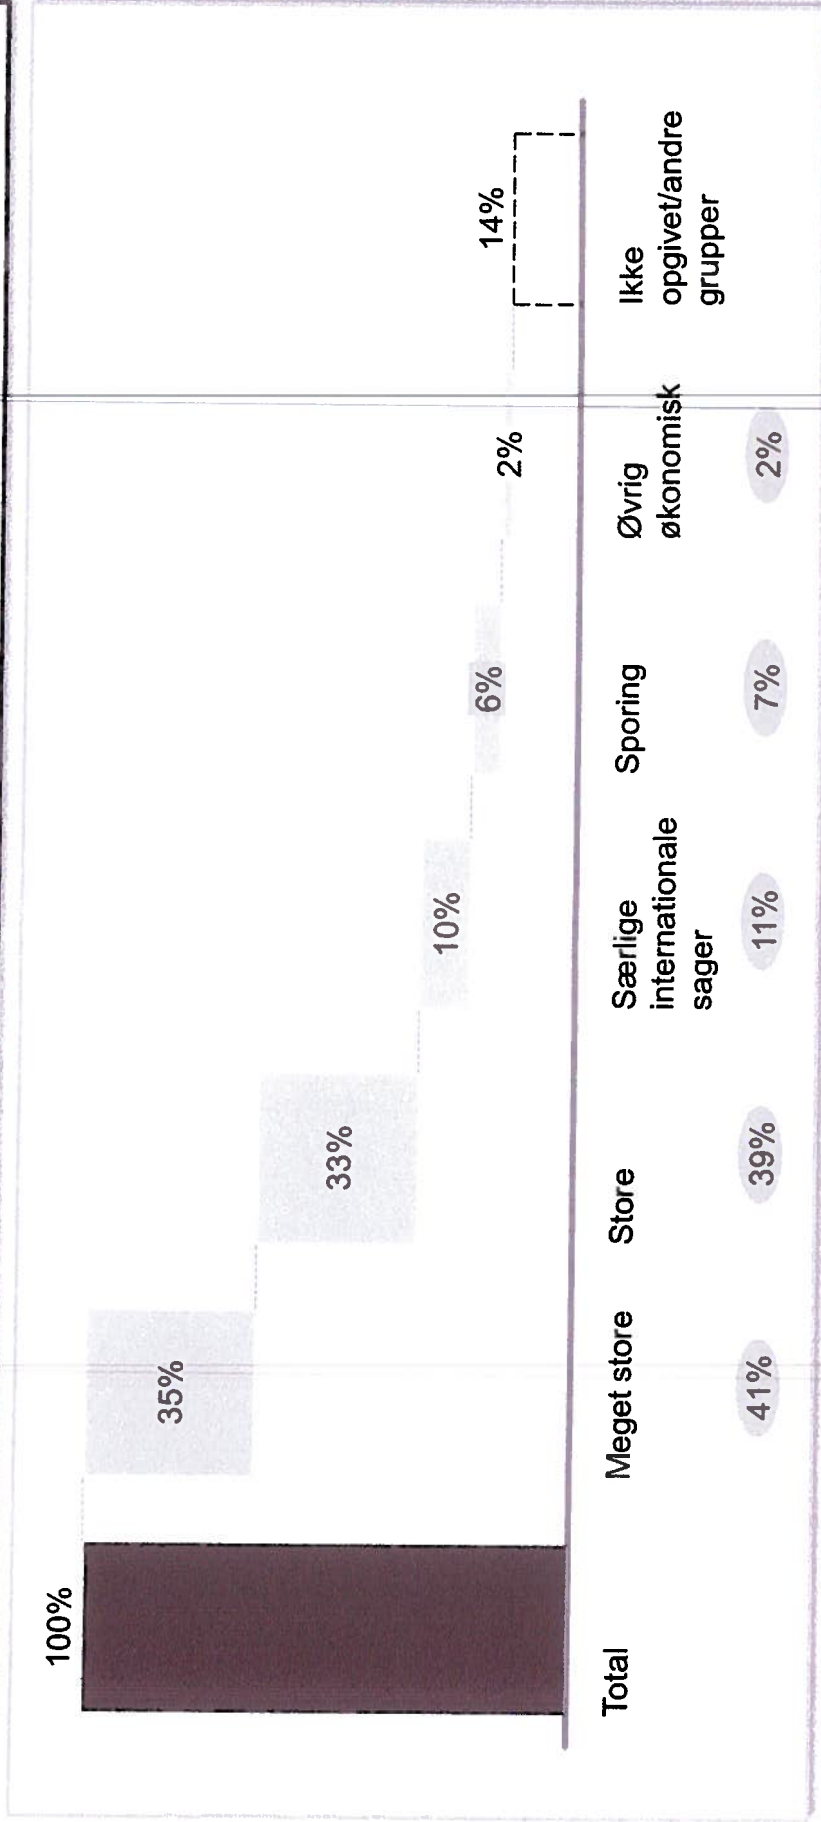 100%
35%
33%
10%
6%
2%
14%
Total
Meget store
Store
Særlige
internationale
sager
Sporing
Øvrig
økonomisk
Ikke
opgivet/andre
grupper
41%
39%
11%
7%
2%